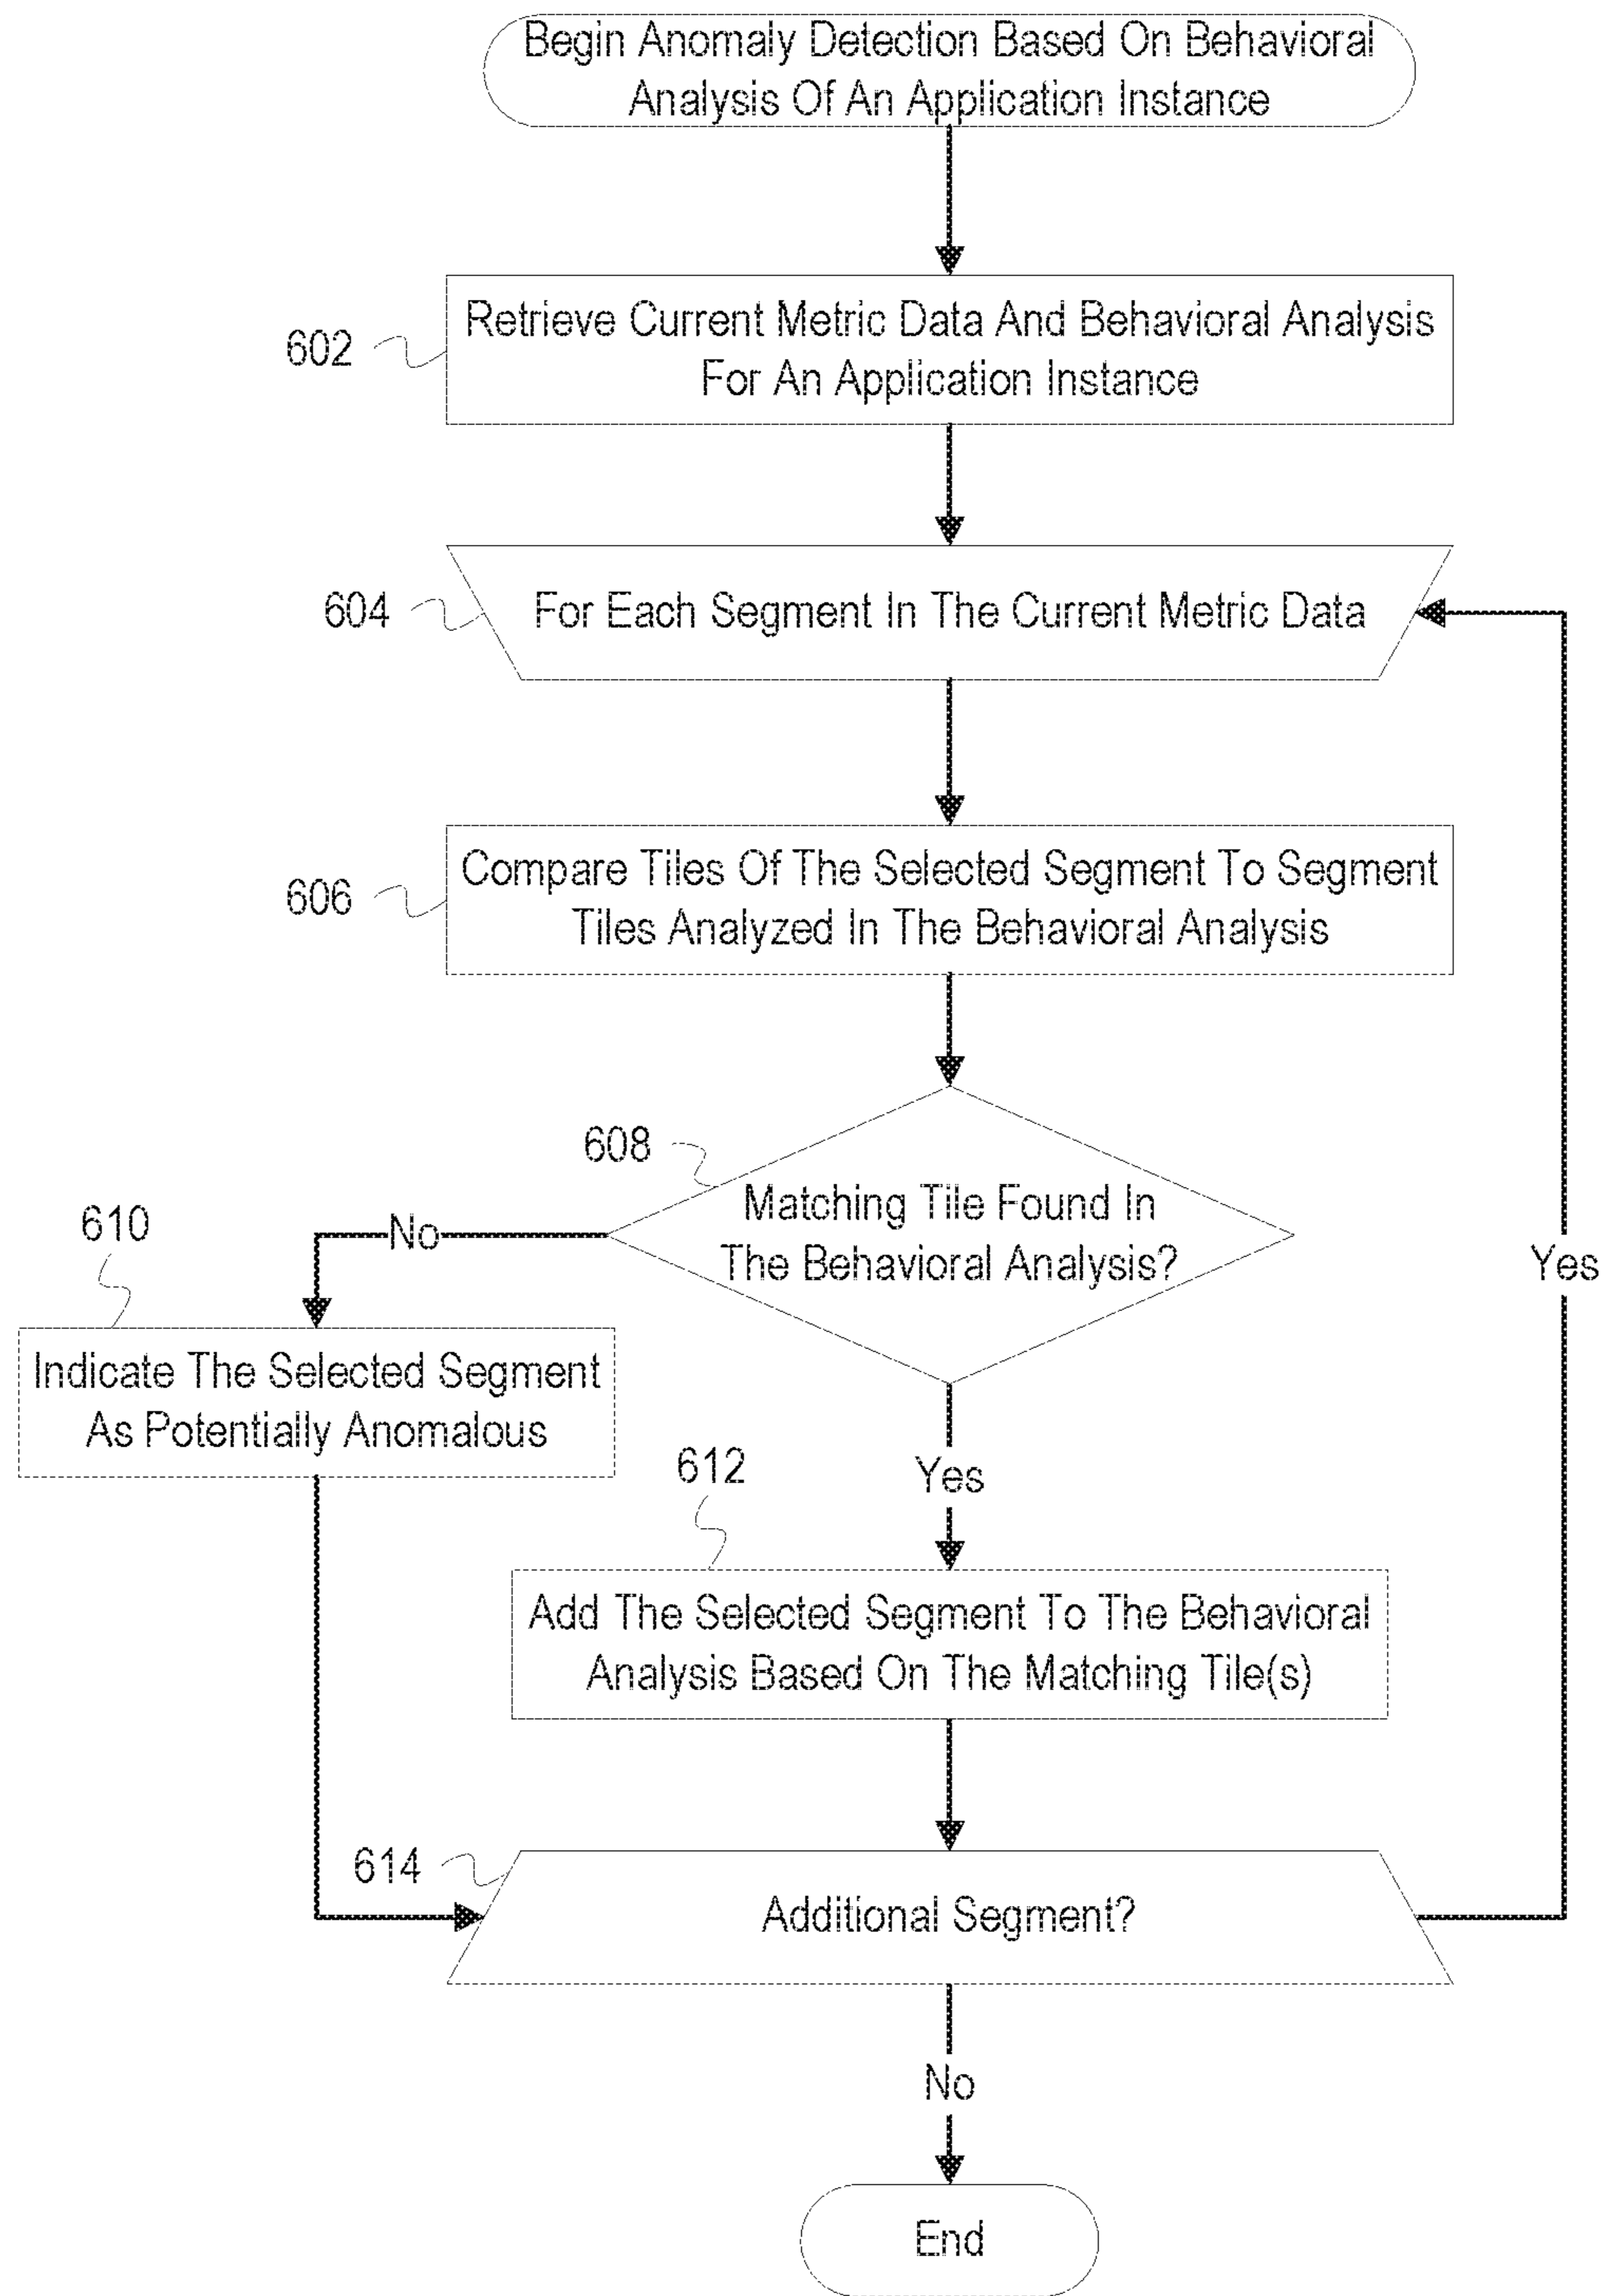 Begin Anomaly Detection Based On Behavioral
Analysis Of An Application Instance
602
Retrieve Current Metric Data And Behavioral Analysis
For An Application Instance
604
For Each Segment In The Current Metric Data
606
Compare Tiles Of The Selected Segment To Segment
Tiles Analyzed In The Behavioral Analysis
608
Matching Tile Found In
The Behavioral Analysis?
No
610
Indicate The Selected Segment
As Potentially Anomalous
Yes
612
Add The Selected Segment To The Behavioral
Analysis Based On The Matching Tile(s)
614
Additional Segment?
Yes
No
End